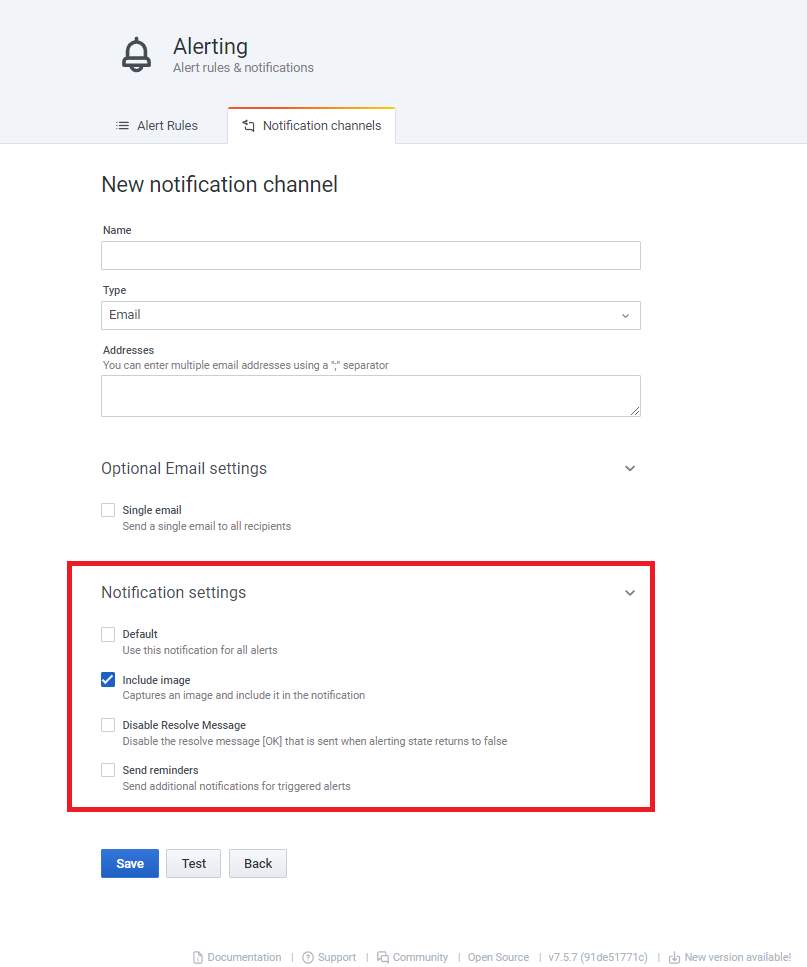 Alerting
Alert rules & notifications
Alert Rules
Notification channels
New notification channel
Name
Type
Email
Addresses
You can enter multiple email addresses using a ";" separator
Optional Email settings
Single email
Send a single email to all recipients
Notification settings
Default
Use this notification for all alerts
Include image
Captures an image and include it in the notification
Disable Resolve Message
Disable the resolve message [OK] that is sent when alerting state returns to false
Send reminders
Send additional notifications for triggered alerts
Save Test Back
Documentation | Support | Community | Open Source | v7.5.7 (91de51771c) | New version available!